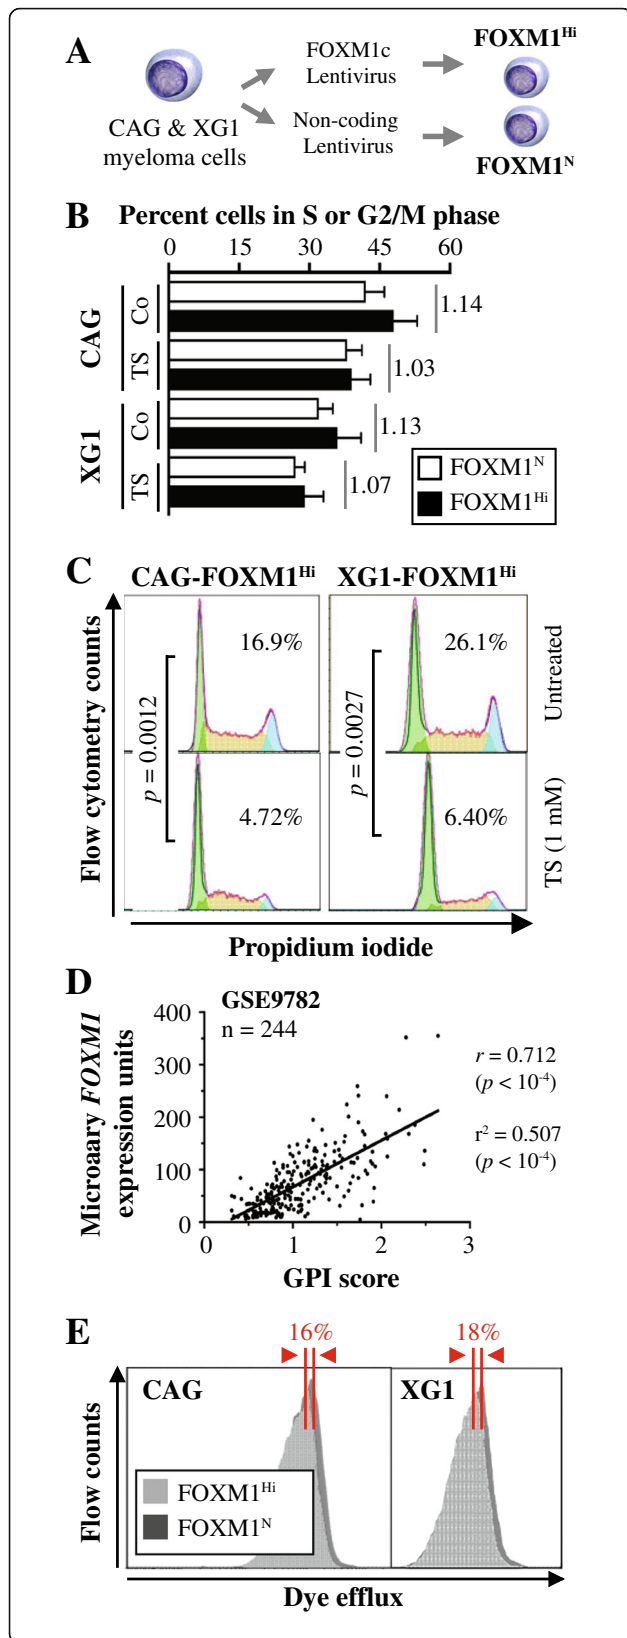 A
CAG & XG1
myeloma cells
FOXM1c
Lentivirus
Non-coding
Lentivirus
FOXM1Hi
FOXM1N
B
Percent cells in S or G2/M phase
0 15 30 45 60
CAG
Co
1.14
TS
1.03
XG1
Co
1.13
TS
1.07
FOXM1N
FOXM1Hi
C
CAG-FOXM1Hi XG1-FOXM1Hi
Flow cytometry counts
16.9%
p = 0.0012
4.72%
26.1%
p = 0.0027
6.40%
Untreated
TS (1 mM)
Propidium iodide
D
GSE9782
n = 244
Microaary FOXM1
expression units
400
300
200
100
0
0 1 2 3
GPI score
r = 0.712
(p < 10-4)
r2 = 0.507
(p < 10-4)
E
16% 18%
CAG XG1
Flow counts
FOXM1Hi
FOXM1N
Dye efflux